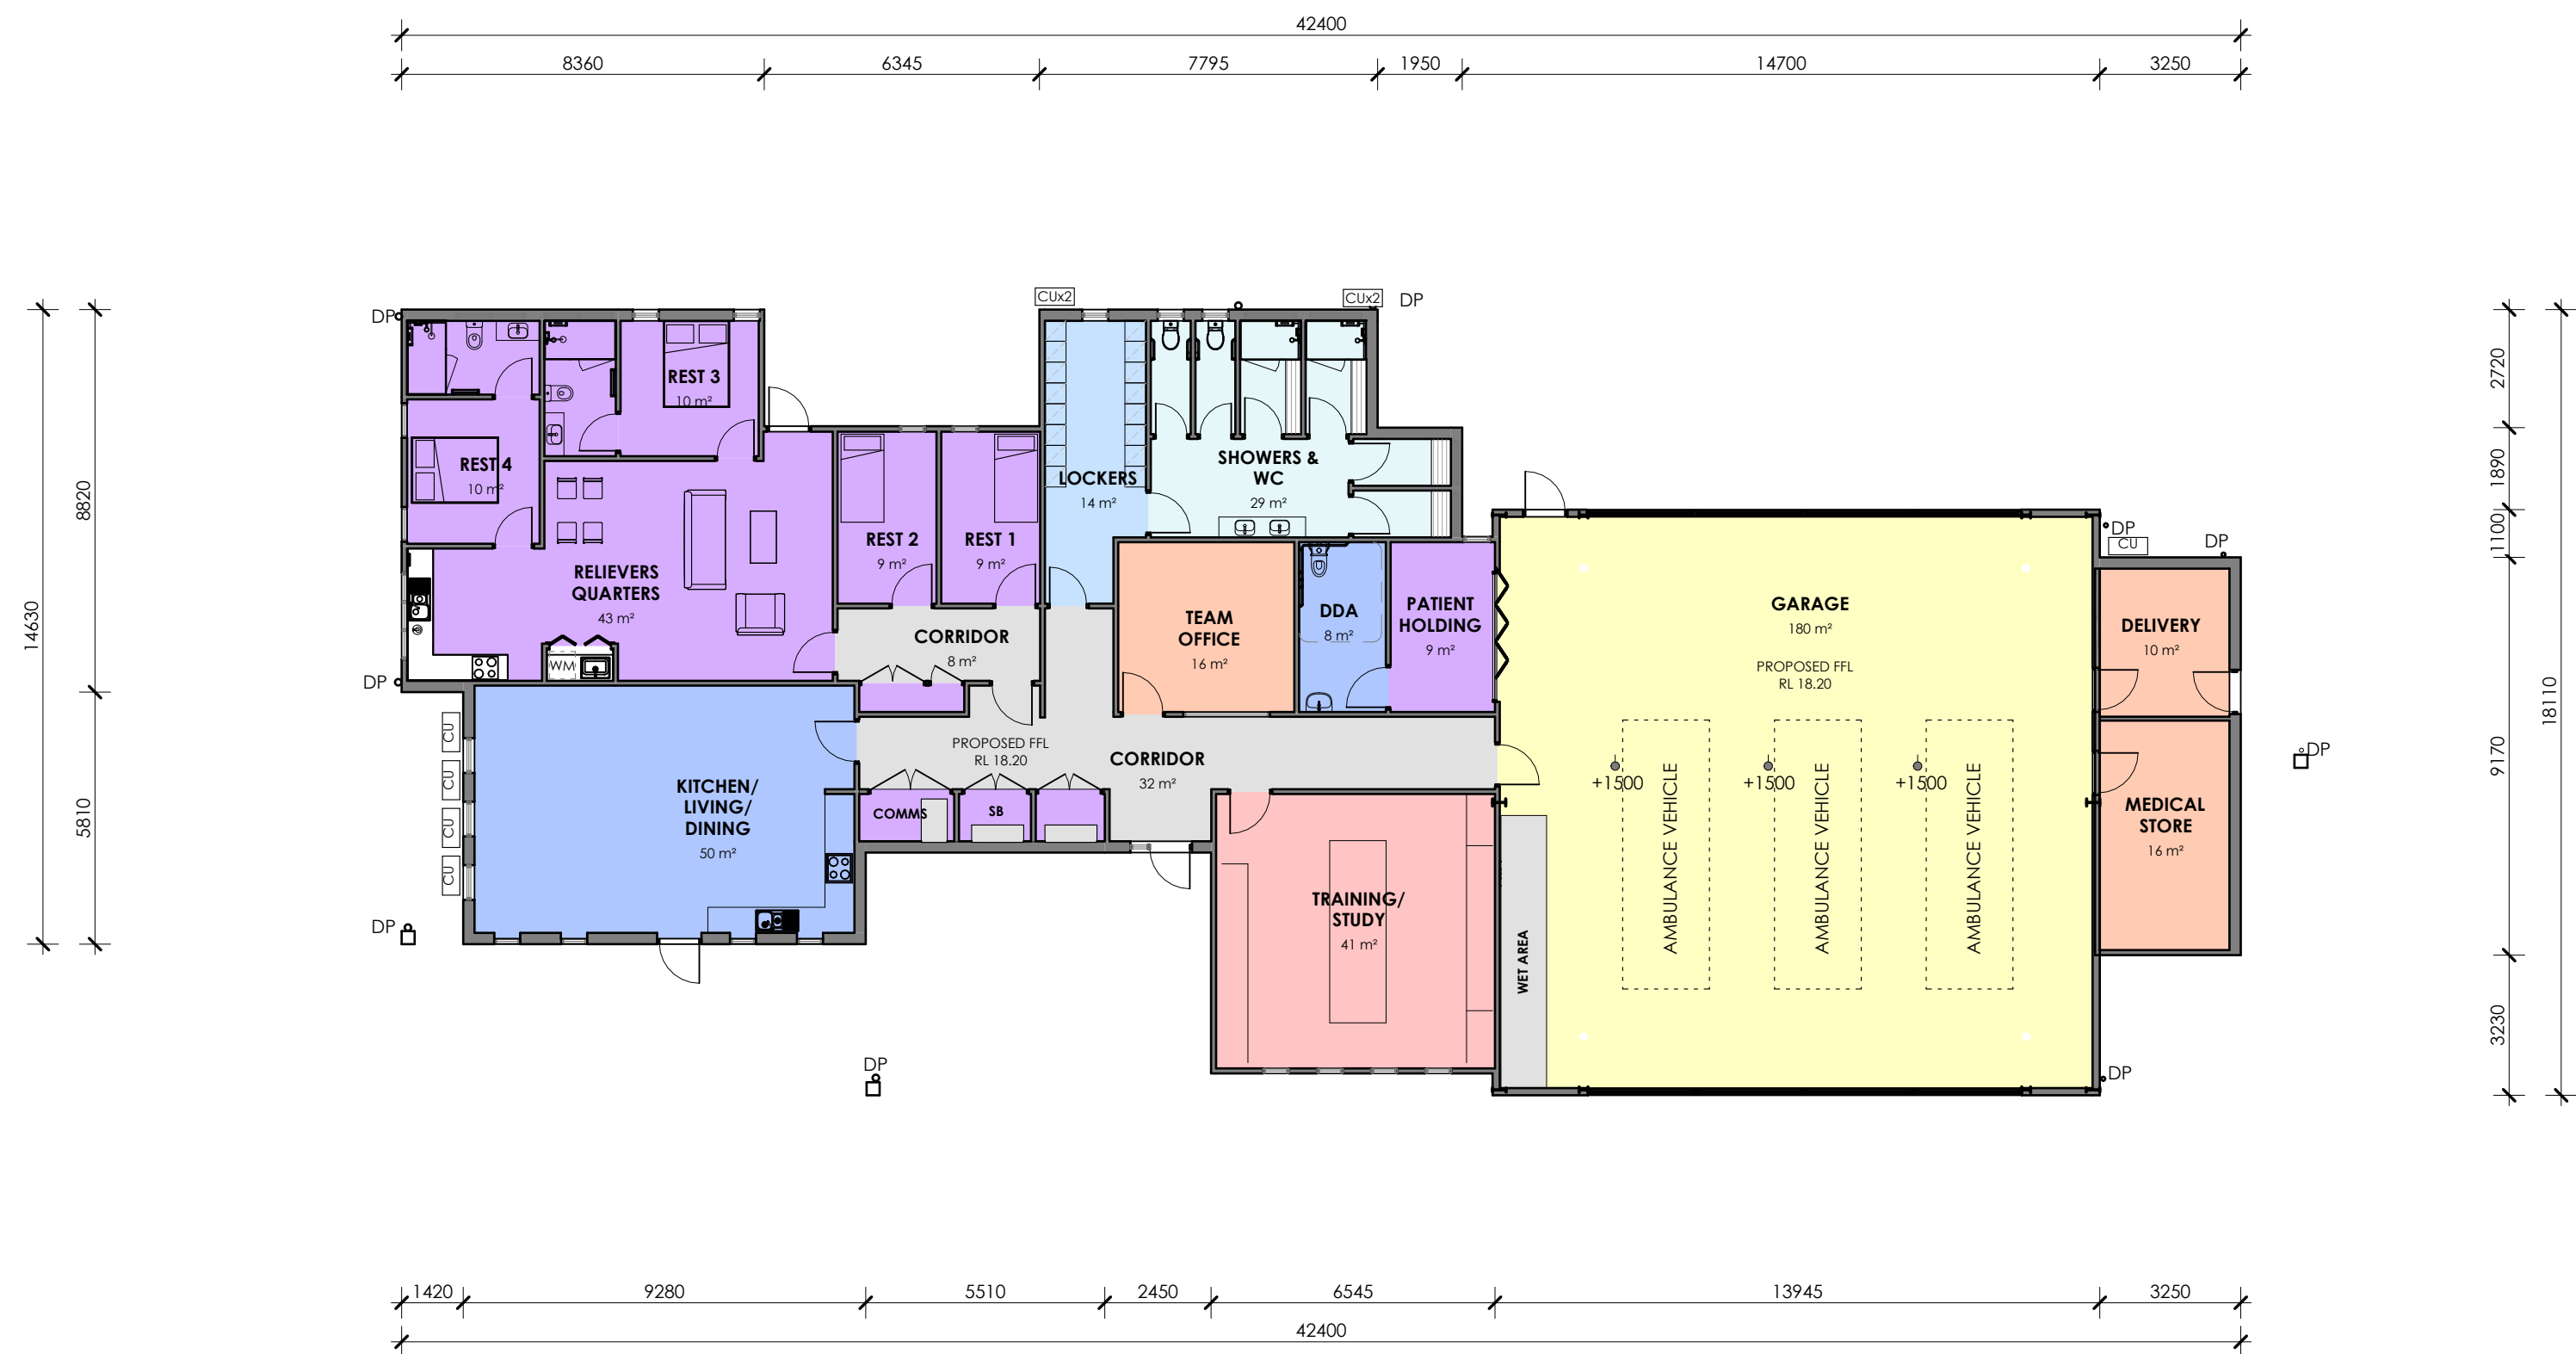 42400
8360
6345
7795
1950
14700
3250
CUx2
CUx2
DP
DP
14630
8820
5810
REST 3
10 m²
REST 4
10 m²
RELIEVERS
QUARTERS
43 m²
WM
REST 2
9 m²
REST 1
9 m²
LOCKERS
14 m²
SHOWERS &
WC
29 m²
CORRIDOR
8 m²
TEAM
OFFICE
16 m²
DDA
8 m²
PATIENT
HOLDING
9 m²
GARAGE
180 m²
PROPOSED FFL
RL 18.20
DP
CU
DP
DELIVERY
10 m²
MEDICAL
STORE
16 m²
DP
DP
CU
CU
CU
CU
DP
KITCHEN/
LIVING/
DINING
50 m²
PROPOSED FFL
RL 18.20
CORRIDOR
32 m²
COMMS
SB
TRAINING/
STUDY
41 m²
WET AREA
+1500
+1500
+1500
AMBULANCE VEHICLE
AMBULANCE VEHICLE
AMBULANCE VEHICLE
DP
DP
2720
1890
1100
9170
3230
18110
1420
9280
5510
2450
6545
13945
3250
42400